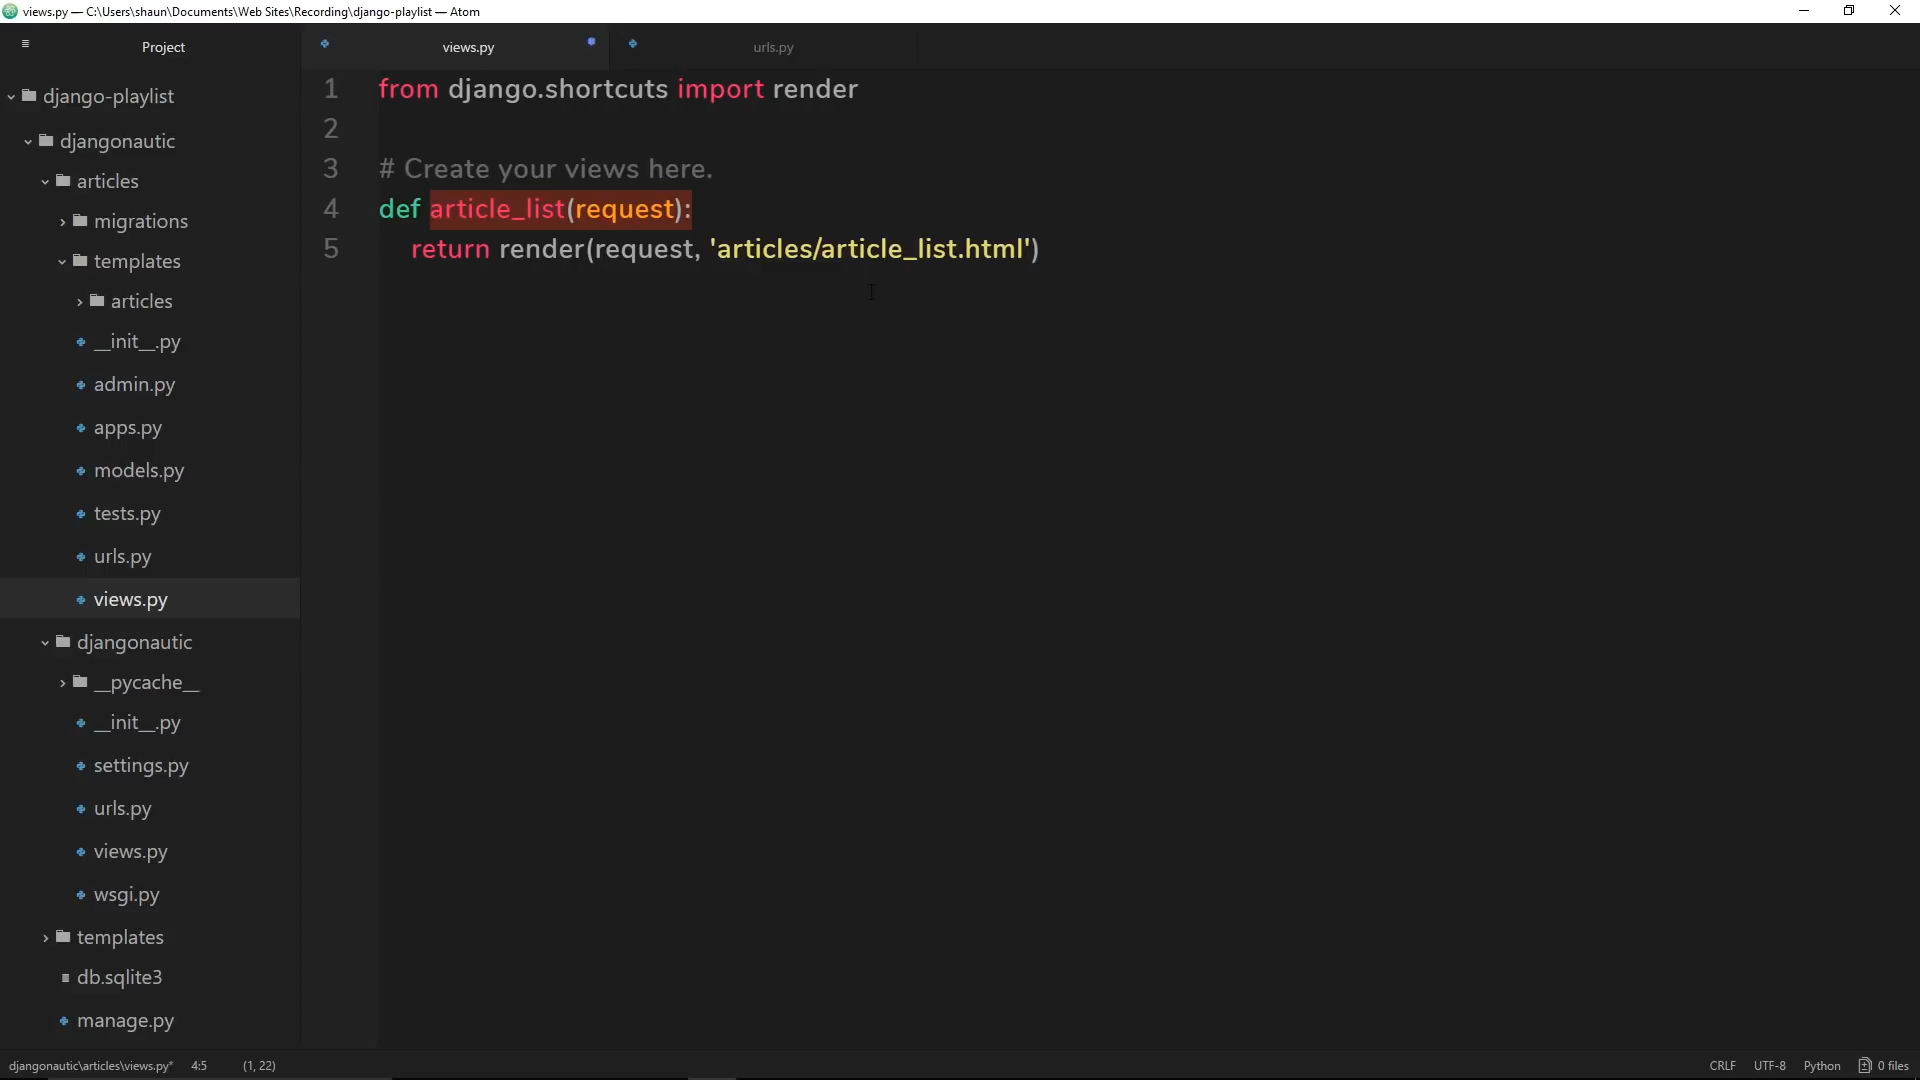 views.py — C:\Users\shaun\Documents\Web Sites\Recording\django-playlist — Atom
Project
views.py
urls.py
django-playlist
djangonautic
articles
migrations
templates
articles
__init__.py
admin.py
apps.py
models.py
tests.py
urls.py
views.py
djangonautic
__pycache__
__init__.py
settings.py
urls.py
views.py
wsgi.py
templates
db.sqlite3
manage.py
1 from django.shortcuts import render
2
3 # Create your views here.
4 def article_list(request):
5 return render(request, 'articles/article_list.html')
djangonautic\articles\views.py* 4:5 (1, 22)
CRLF UTF-8 Python 0 files